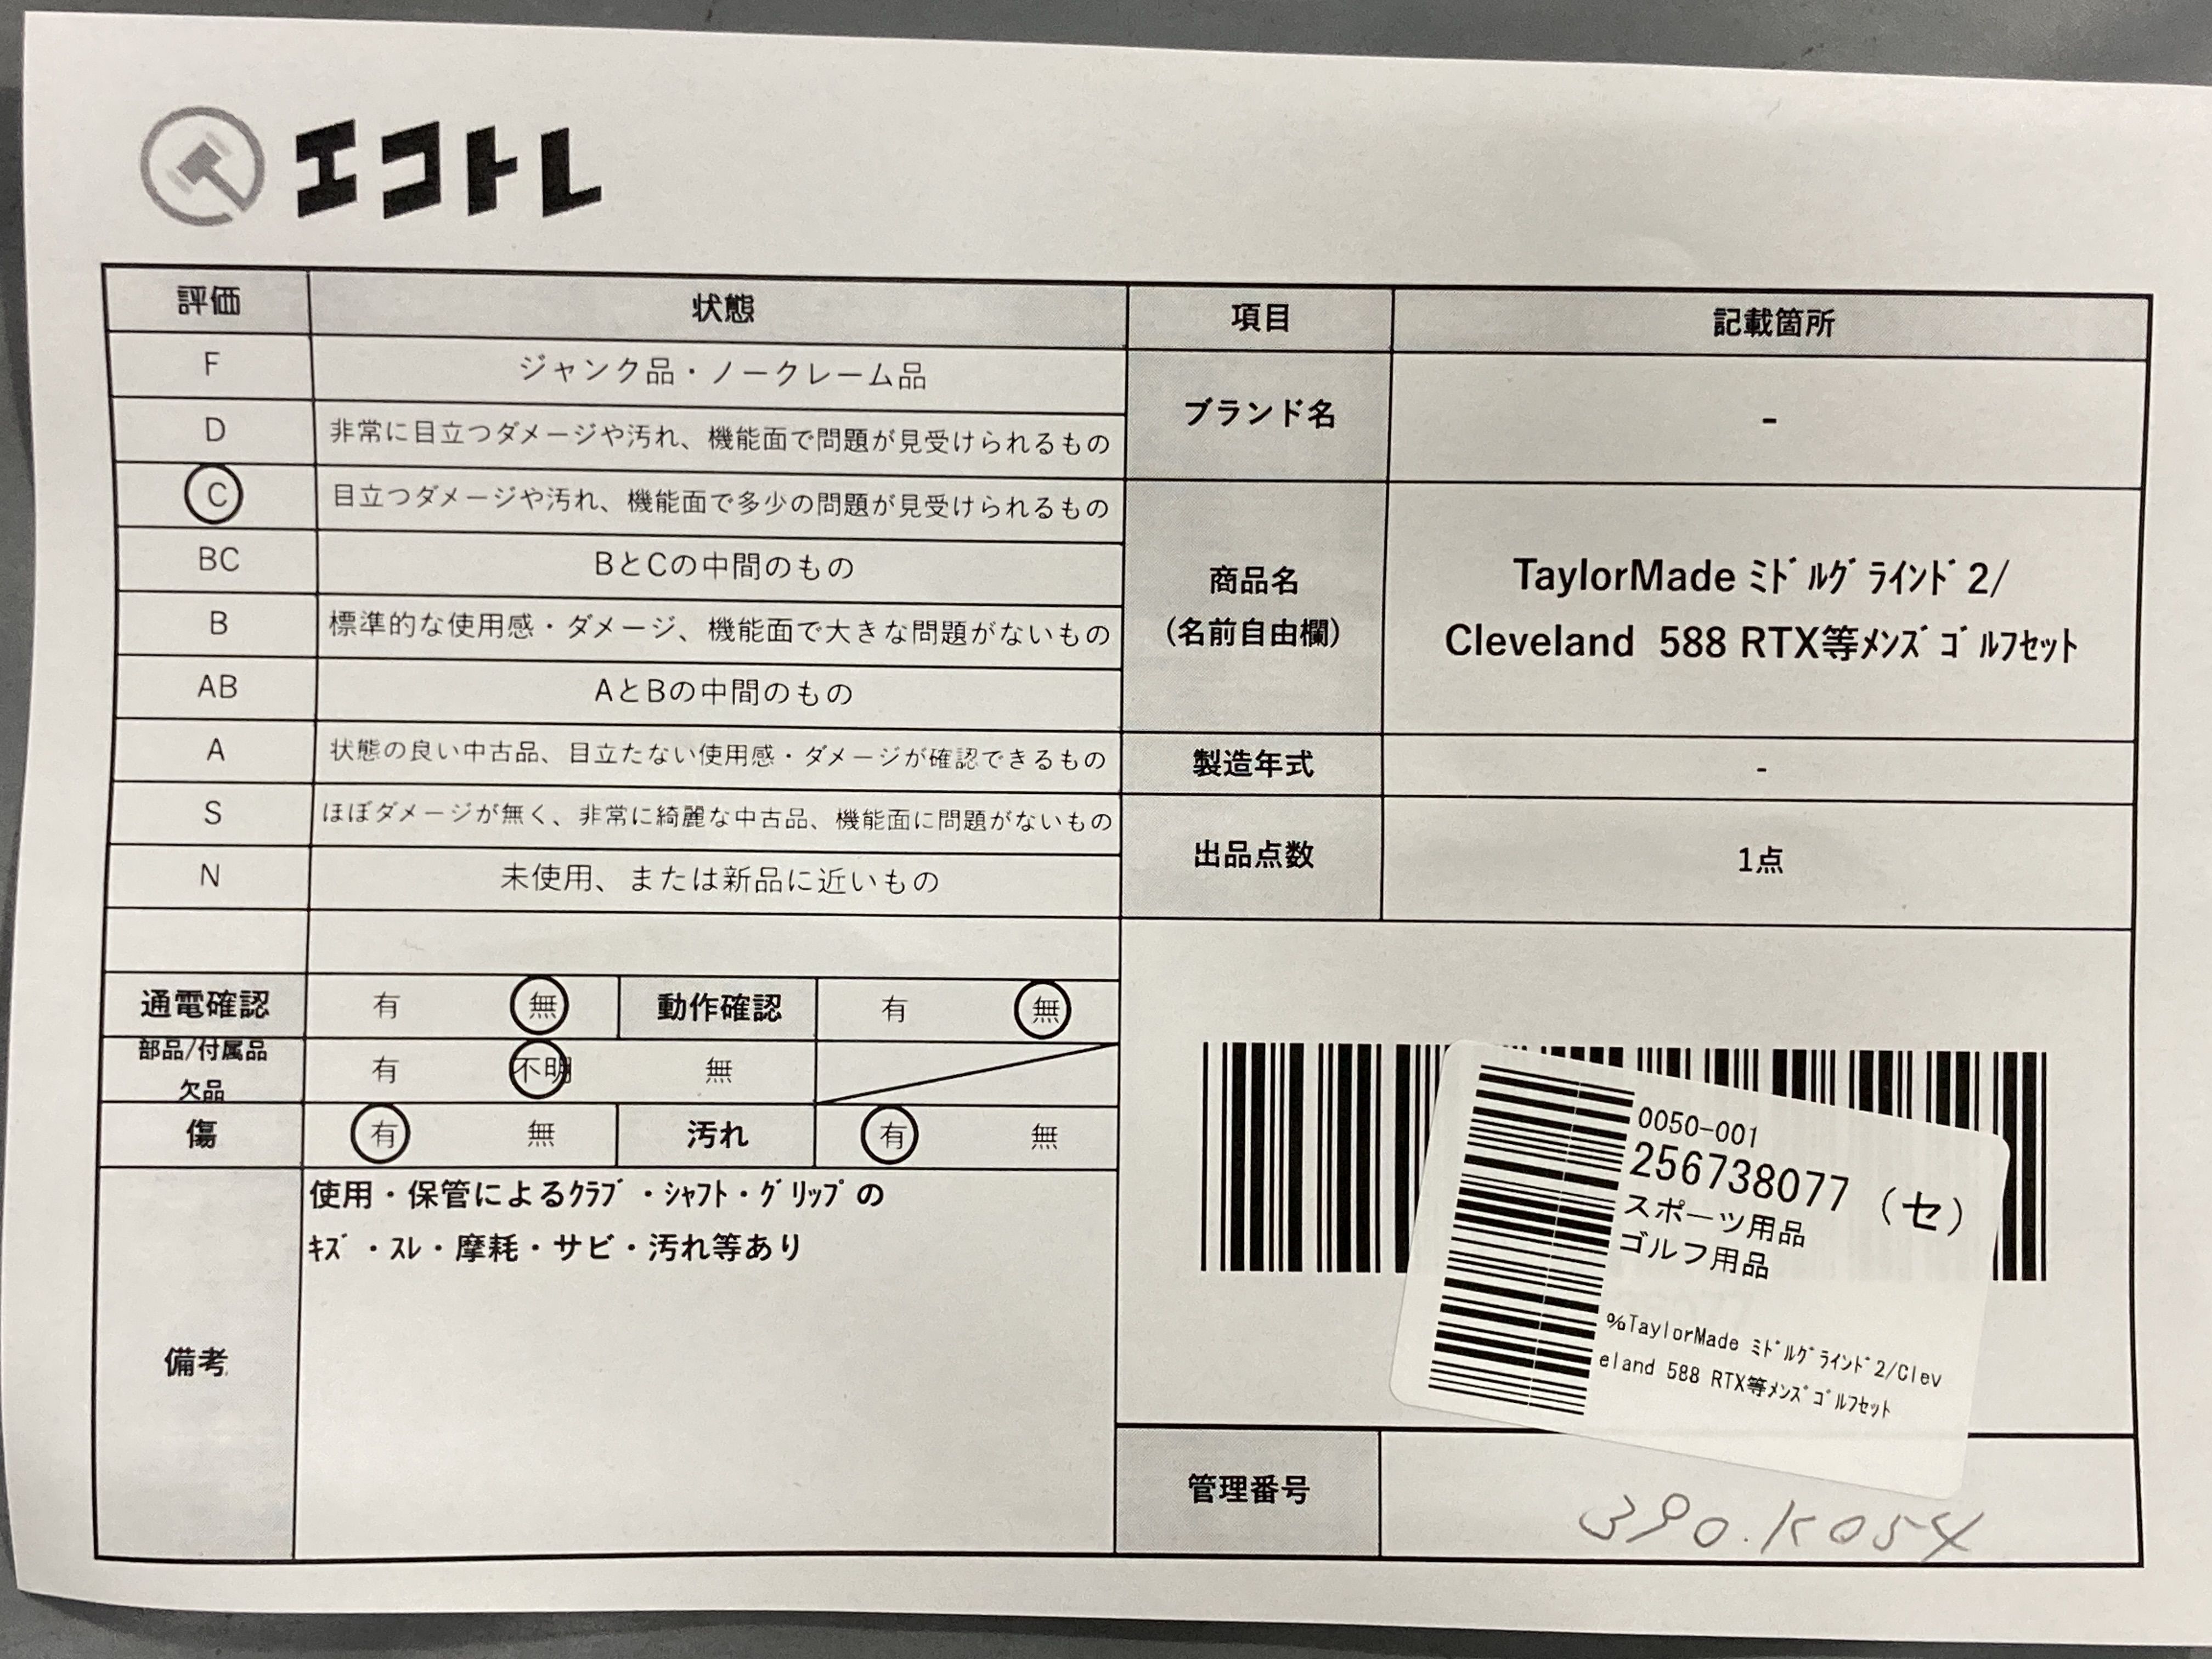 エコトレ
評価 状態
F ジャンク品・ノークレーム品
D 非常に目立つダメージや汚れ、機能面で問題が見受けられるもの
C 目立つダメージや汚れ、機能面で多少の問題が見受けられるもの
BC BとCの中間のもの
B 標準的な使用感・ダメージ、機能面で大きな問題がないもの
AB AとBの中間のもの
A 状態の良い中古品、目立たない使用感・ダメージが確認できるもの
S ほぼダメージが無く、非常に綺麗な中古品、機能面に問題がないもの
N 未使用、または新品に近いもの
通電確認 有 無 動作確認 有 無
部品/付属品
欠品 有 不明 無
傷 有 無 汚れ 有 無
備考
使用・保管によるｸﾗﾌﾞ・ｼｬﾌﾄ・ｸﾞﾘｯﾌﾟの
ｷｽﾞ・ｽﾚ・摩耗・サビ・汚れ等あり
項目 記載箇所
ブランド名 -
商品名
(名前自由欄)
TaylorMade ﾐﾄﾞﾙｸﾞﾗｲﾝﾄﾞ2/
Cleveland 588 RTX等ﾒﾝｽﾞｺﾞﾙﾌｾｯﾄ
製造年式 -
出品点数 1点
0050-001
256738077 (セ)
スポーツ用品
ゴルフ用品
%TaylorMade ﾐﾄﾞﾙｸﾞﾗｲﾝﾄﾞ2/Clev
eland 588 RTX等ﾒﾝｽﾞｺﾞﾙﾌｾｯﾄ
管理番号 390.K054